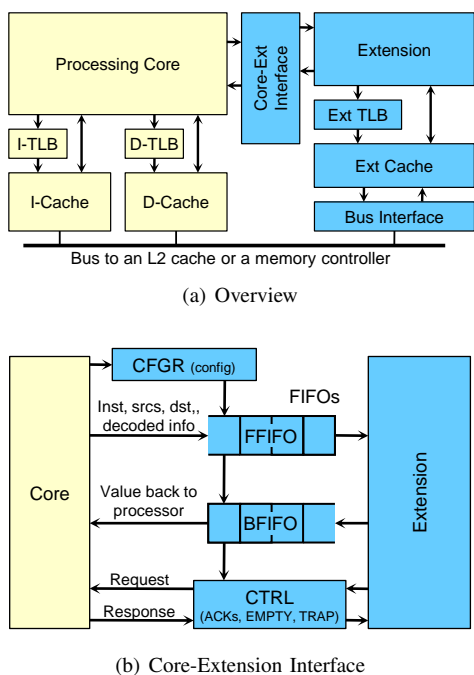 Processing Core
Core-Ext
Interface
Extension
I-TLB
D-TLB
Ext TLB
I-Cache
D-Cache
Ext Cache
Bus Interface
Bus to an L2 cache or a memory controller
(a) Overview
CFGR (config)
FIFOs
Inst, srcs, dst,,
decoded info
FFIFO
Core
Extension
Value back to
processor
BFIFO
Request
CTRL
(ACKs, EMPTY, TRAP)
Response
(b) Core-Extension Interface